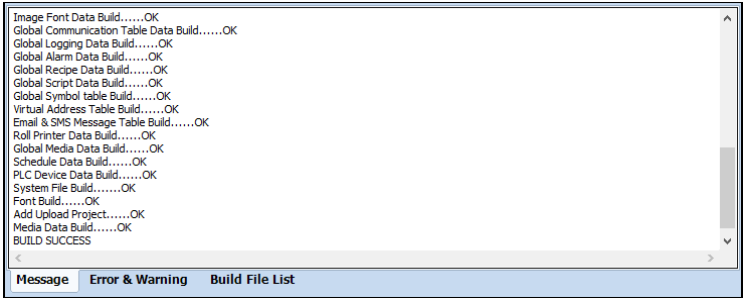 Image Font Data Build......OK
Global Communication Table Data Build......OK
Global Logging Data Build......OK
Global Alarm Data Build......OK
Global Recipe Data Build......OK
Global Script Data Build......OK
Global Symbol table Build......OK
Virtual Address Table Build......OK
Email & SMS Message Table Build......OK
Roll Printer Data Build......OK
Global Media Data Build......OK
Schedule Data Build......OK
PLC Device Data Build......OK
System File Build.......OK
Font Build......OK
Add Upload Project......OK
Media Data Build......OK
BUILD SUCCESS
Message Error & Warning Build File List